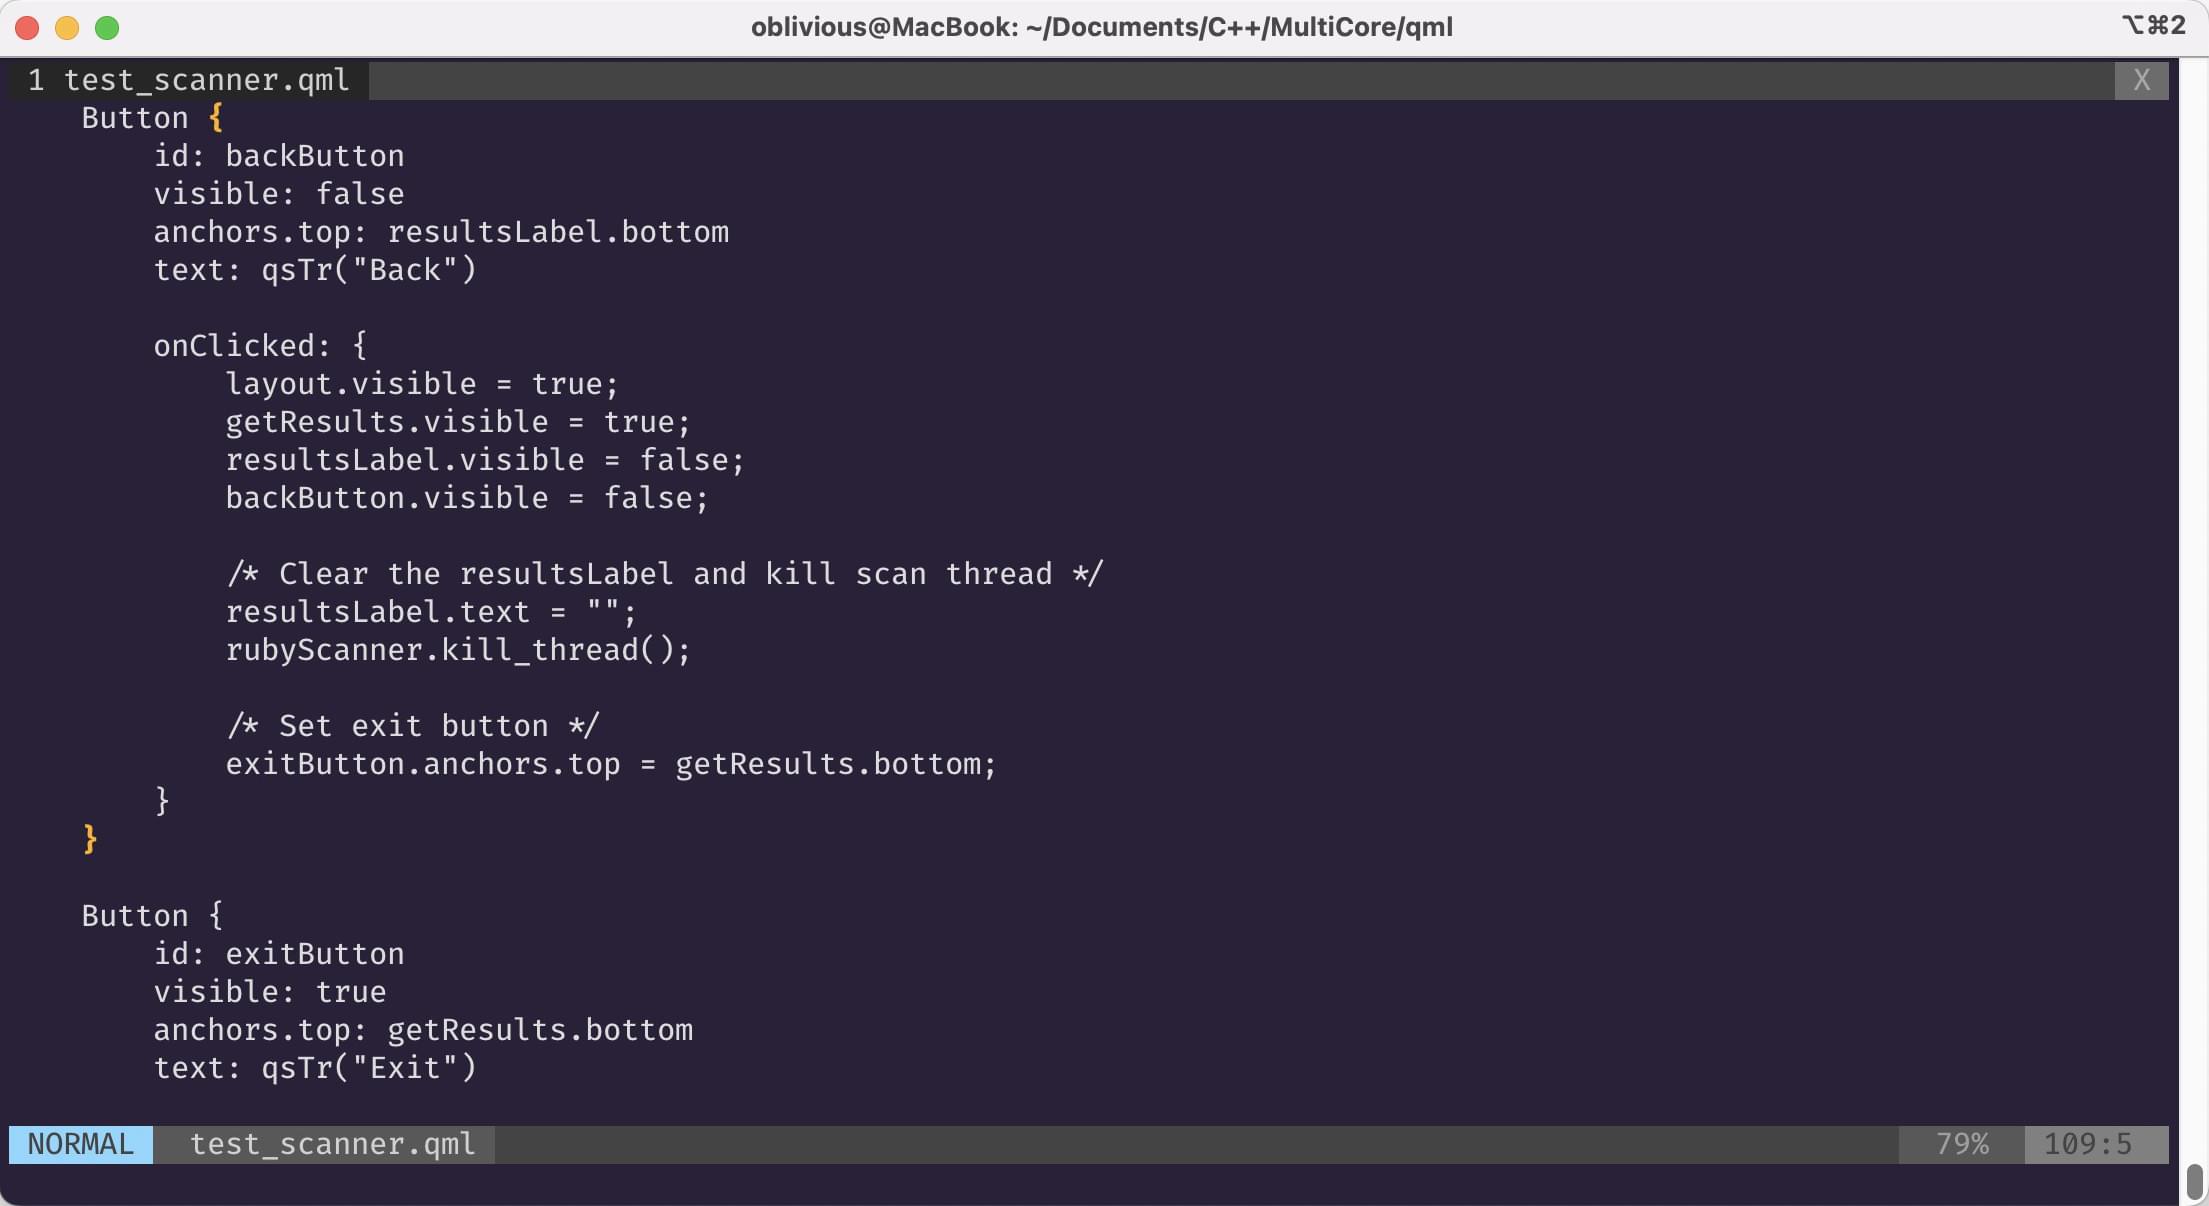 oblivious@MacBook: ~/Documents/C++/MultiCore/qml ⌥⌘2
1 test_scanner.qml X
Button {
id: backButton
visible: false
anchors.top: resultsLabel.bottom
text: qsTr("Back")
onClicked: {
layout.visible = true;
getResults.visible = true;
resultsLabel.visible = false;
backButton.visible = false;
/* Clear the resultsLabel and kill scan thread */
resultsLabel.text = "";
rubyScanner.kill_thread();
/* Set exit button */
exitButton.anchors.top = getResults.bottom;
}
}
Button {
id: exitButton
visible: true
anchors.top: getResults.bottom
text: qsTr("Exit")
NORMAL test_scanner.qml 79% 109:5